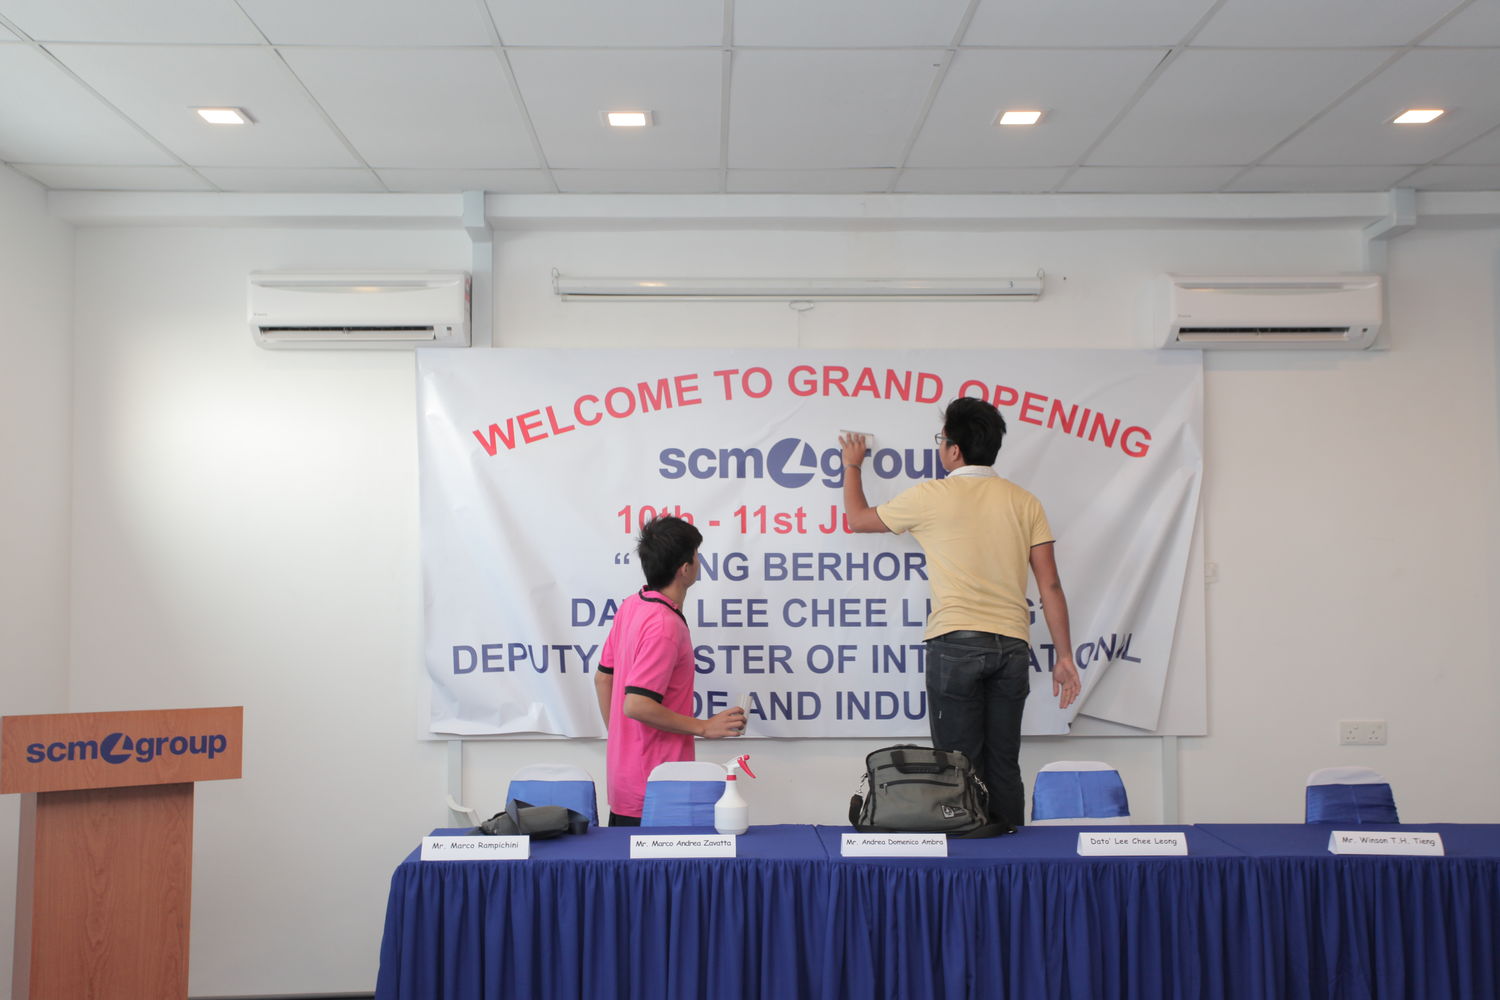 WELCOME TO GRAND OPENING
scm group
10th - 11st Ju
“ NG BERHOR
DA LEE CHEE L G”
DEPUTY STER OF INT ATIONAL
DE AND INDU
scm group
Mr. Marco Rampichini
Mr. Marco Andrea Zavatta
Mr. Andrea Domenico Ambra
Dato' Lee Chee Leong
Mr. Winson T.H. Tieng